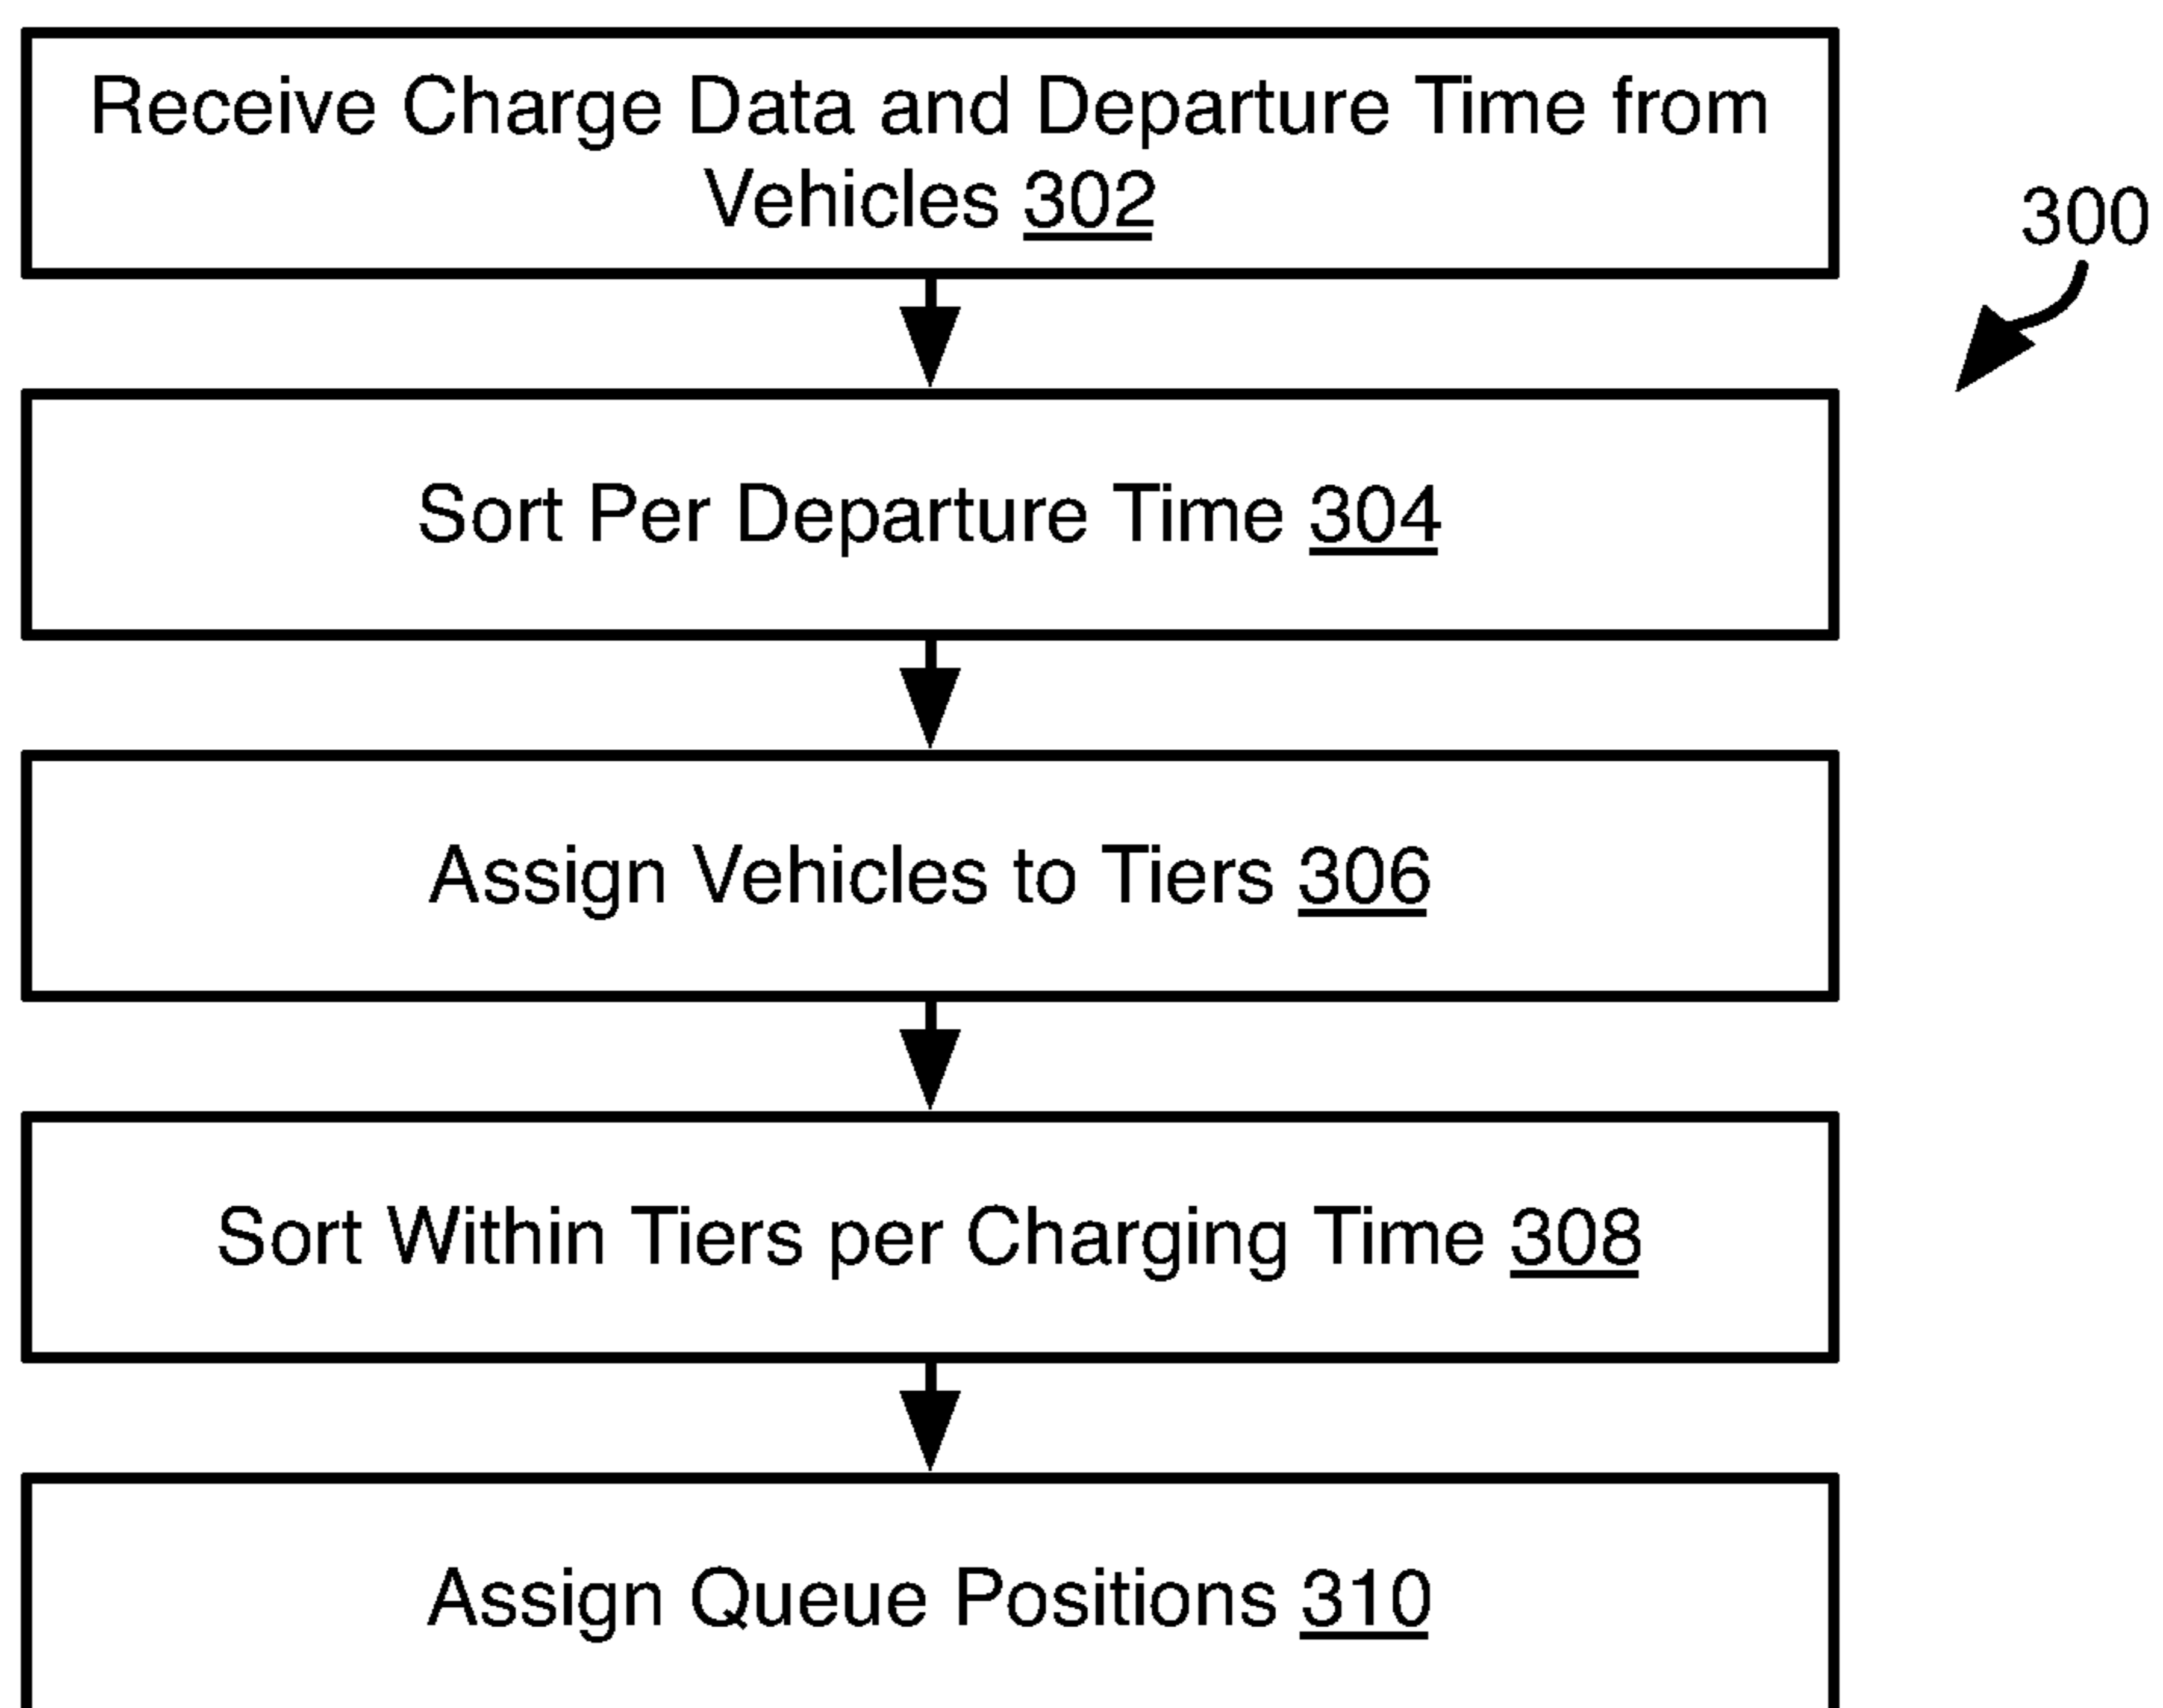 Receive Charge Data and Departure Time from
Vehicles 302
300
Sort Per Departure Time 304
Assign Vehicles to Tiers 306
Sort Within Tiers per Charging Time 308
Assign Queue Positions 310